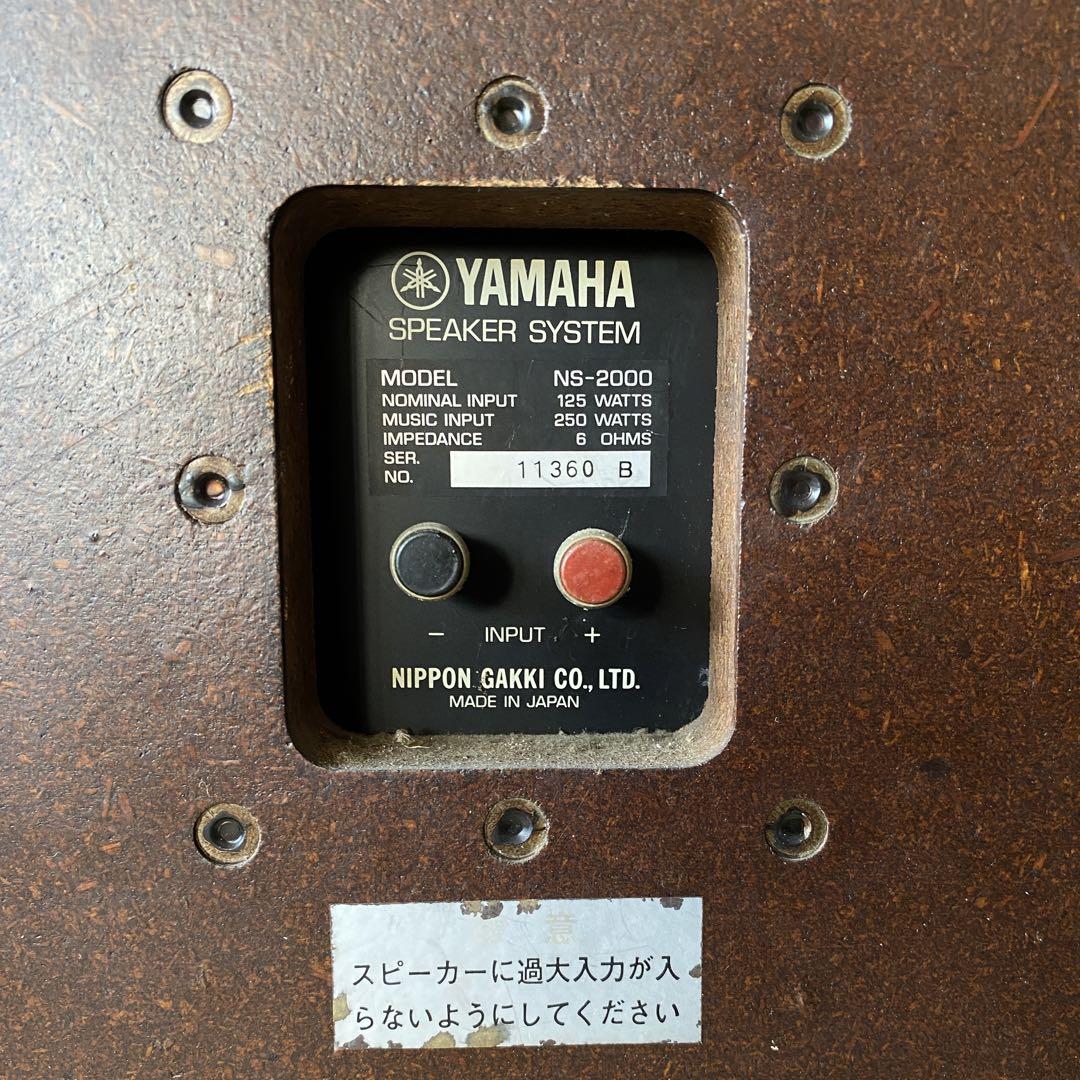 YAMAHA
SPEAKER SYSTEM
MODEL NS-2000
NOMINAL INPUT 125 WATTS
MUSIC INPUT 250 WATTS
IMPEDANCE 6 OHMS
SER.
NO. 11360 B
− INPUT +
NIPPON GAKKI CO., LTD.
MADE IN JAPAN
意
スピーカーに過大入力が入
らないようにしてください